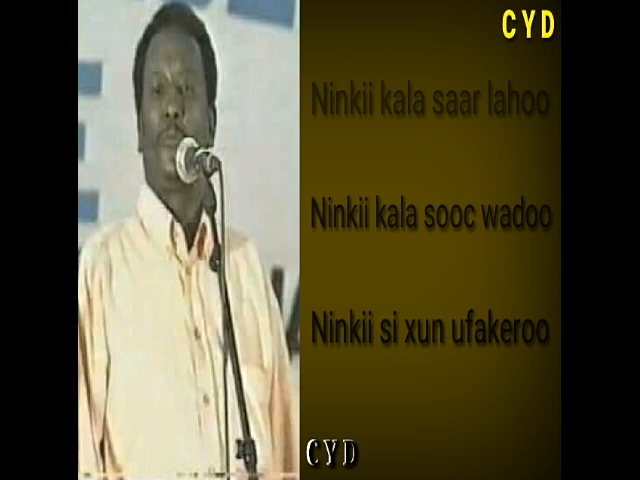 CYD
Ninkii kala saar lahoo
Ninkii kala sooc wadoo
Ninkii si xun ufakeroo
CYD